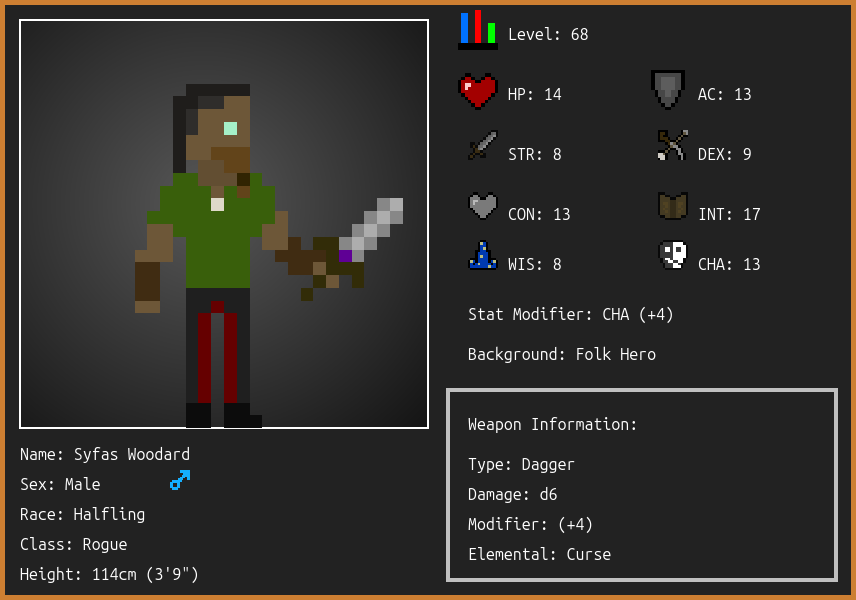 Level: 68
HP: 14
AC: 13
STR: 8
DEX: 9
CON: 13
INT: 17
WIS: 8
CHA: 13
Stat Modifier: CHA (+4)
Background: Folk Hero
Weapon Information:
Type: Dagger
Damage: d6
Modifier: (+4)
Elemental: Curse
Name: Syfas Woodard
Sex: Male
Race: Halfling
Class: Rogue
Height: 114cm (3'9")